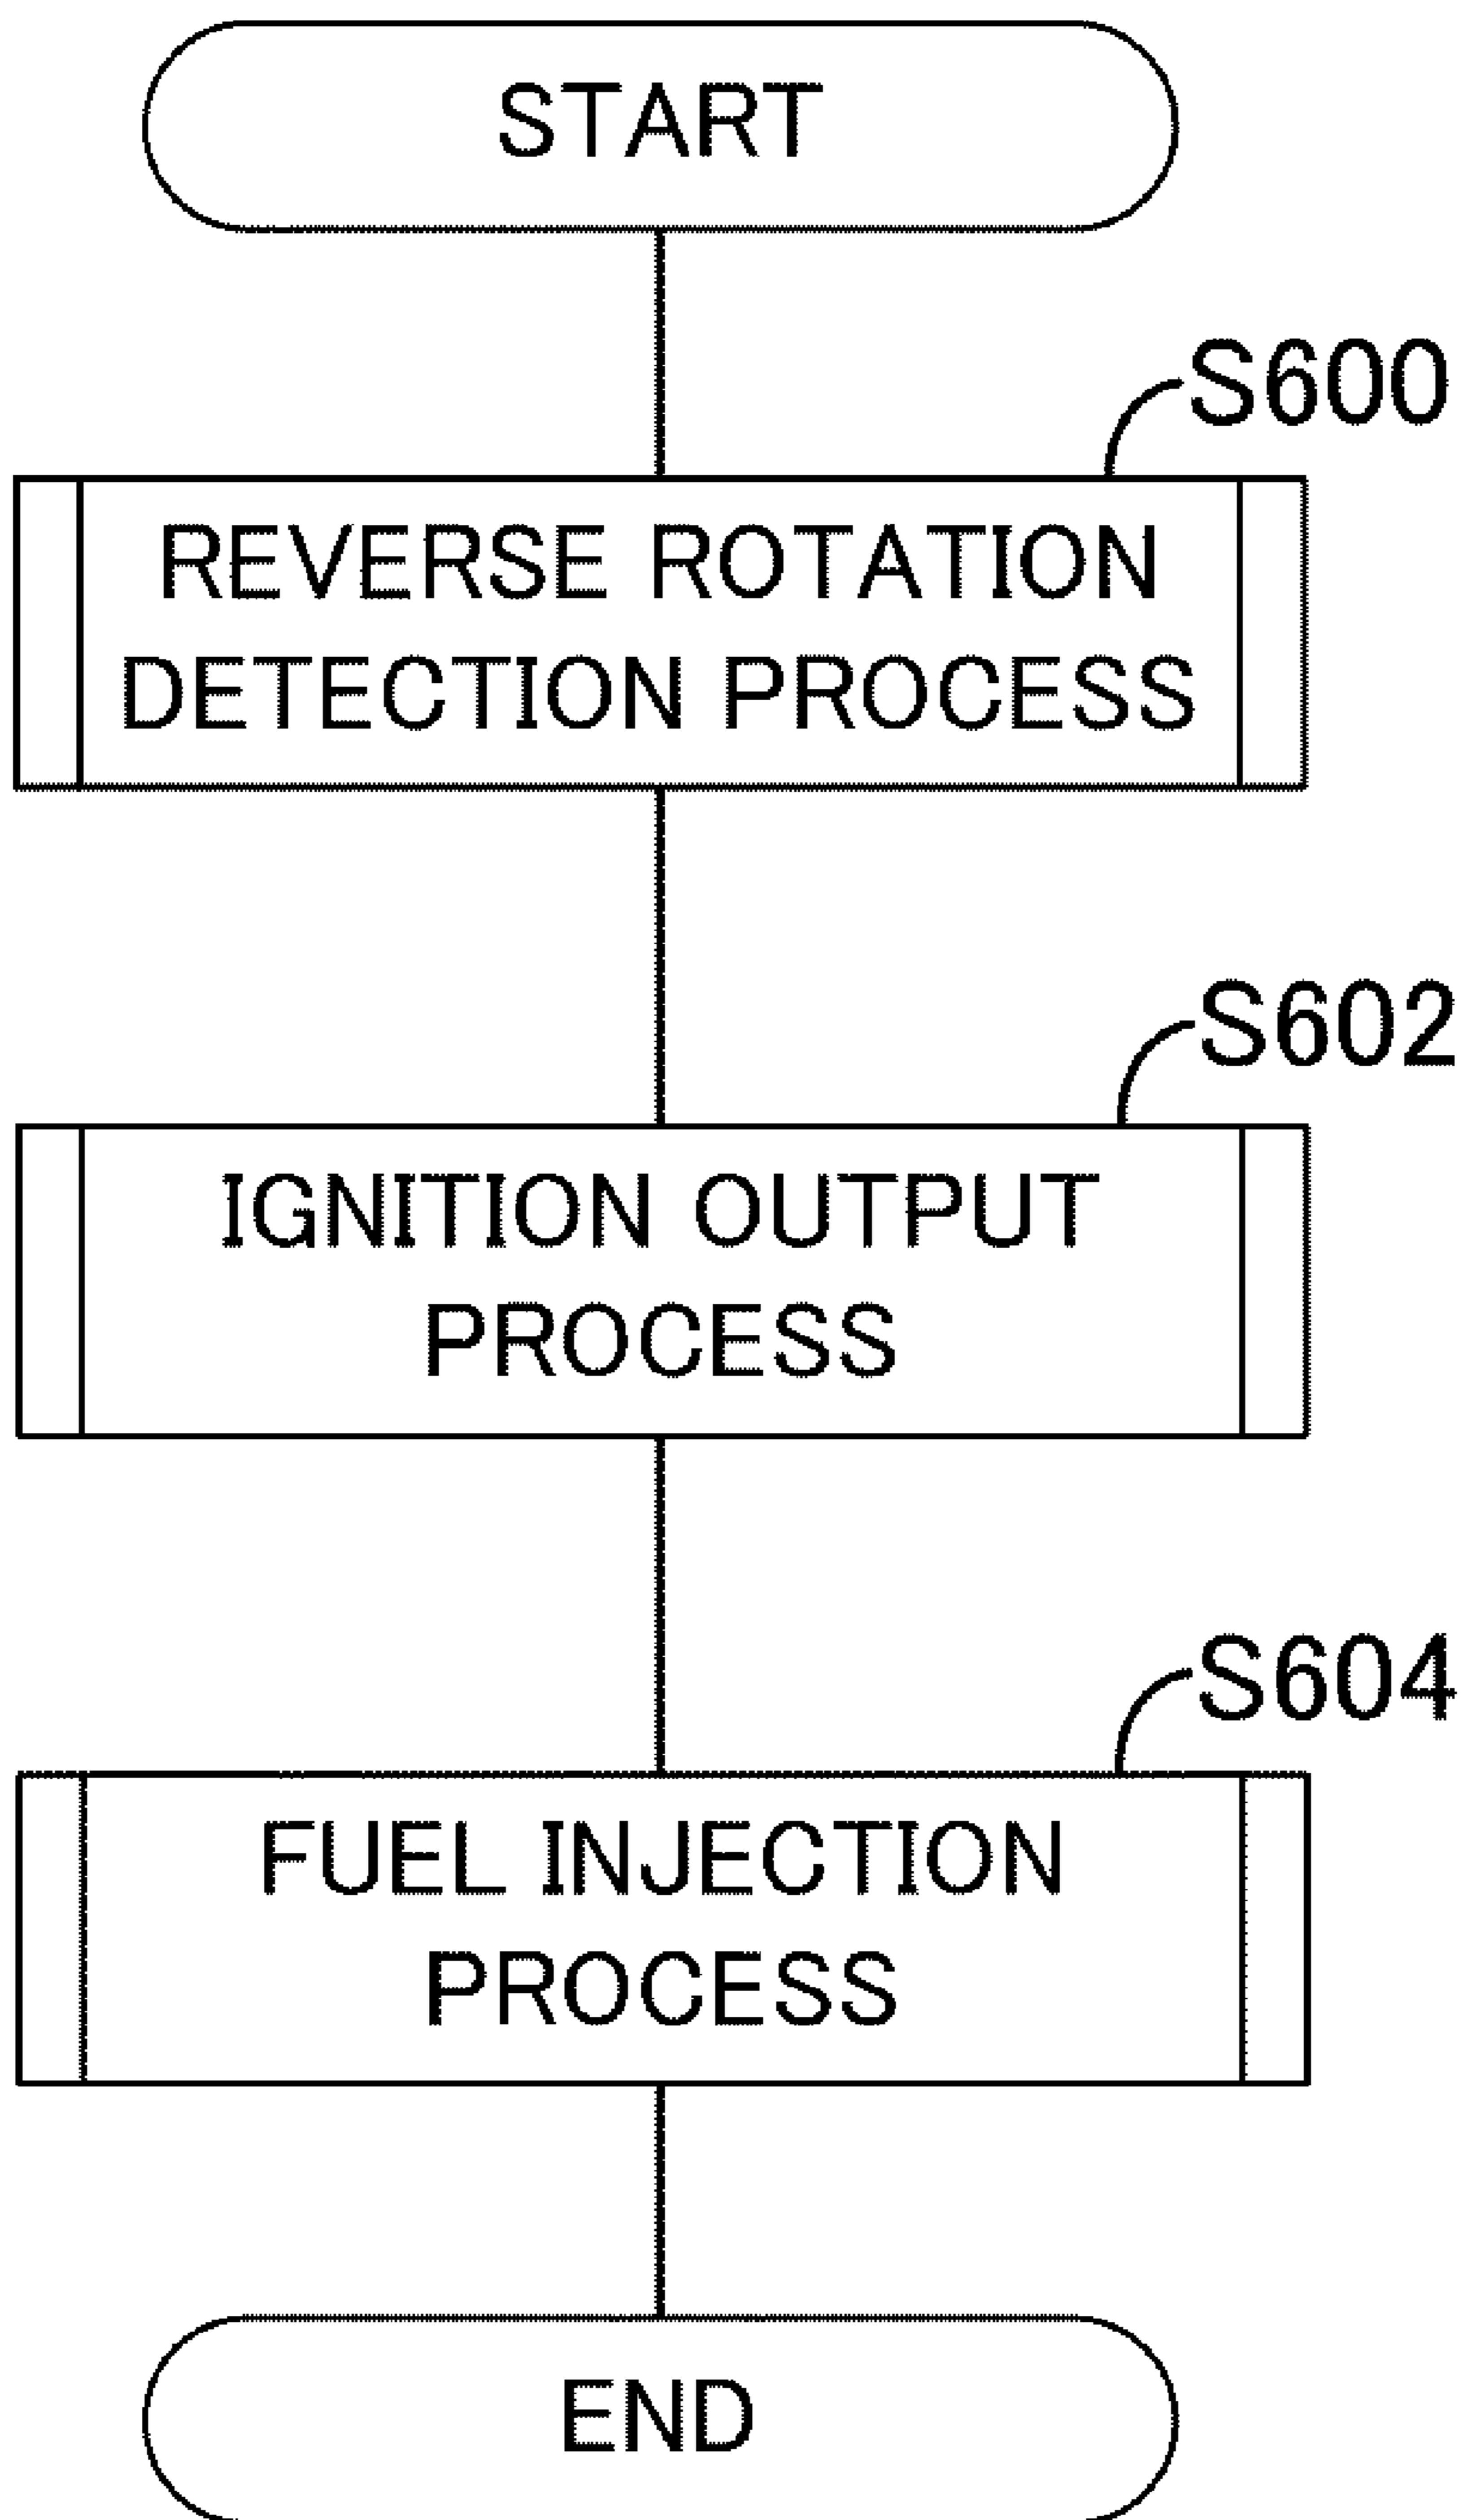 START
S600
REVERSE ROTATION
DETECTION PROCESS
S602
IGNITION OUTPUT
PROCESS
S604
FUEL INJECTION
PROCESS
END